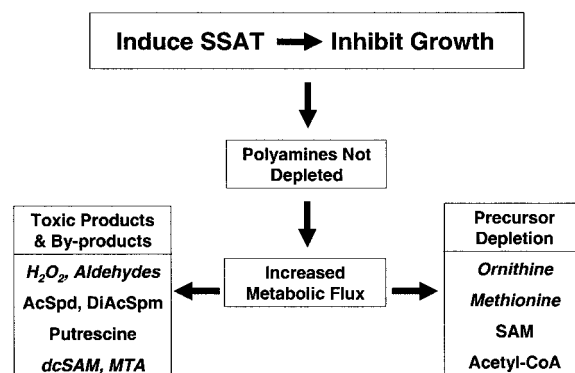 Induce SSAT Inhibit Growth
Polyamines Not
Depleted
Increased
Metabolic Flux
Toxic Products
& By-products
H2O2, Aldehydes
AcSpd, DiAcSpm
Putrescine
dcSAM, MTA
Precursor
Depletion
Ornithine
Methionine
SAM
Acetyl-CoA